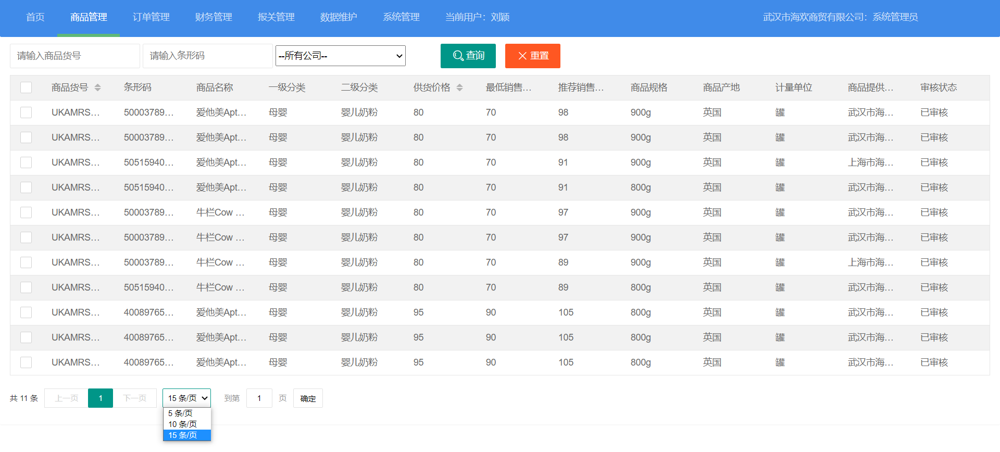 首页 商品管理 订单管理 财务管理 报关管理 数据维护 系统管理 当前用户：刘颖 武汉市海欢商贸有限公司：系统管理员
请输入商品货号 请输入条形码 --所有公司-- 查询 重置
商品货号 条形码 商品名称 一级分类 二级分类 供货价格 最低销售… 推荐销售… 商品规格 商品产地 计量单位 商品提供… 审核状态
UKAMRS… 50003789… 爱他美Apt… 母婴 婴儿奶粉 80 70 98 900g 英国 罐 武汉市海… 已审核
UKAMRS… 50003789… 爱他美Apt… 母婴 婴儿奶粉 80 70 98 900g 英国 罐 武汉市海… 已审核
UKAMRS… 50515940… 爱他美Apt… 母婴 婴儿奶粉 80 70 91 900g 英国 罐 上海市海… 已审核
UKAMRS… 50515940… 爱他美Apt… 母婴 婴儿奶粉 80 70 91 800g 英国 罐 武汉市海… 已审核
UKAMRS… 50003789… 牛栏Cow … 母婴 婴儿奶粉 80 70 97 900g 英国 罐 武汉市海… 已审核
UKAMRS… 50003789… 牛栏Cow … 母婴 婴儿奶粉 80 70 97 900g 英国 罐 武汉市海… 已审核
UKAMRS… 50003789… 牛栏Cow … 母婴 婴儿奶粉 80 70 89 900g 英国 罐 上海市海… 已审核
UKAMRS… 50515940… 牛栏Cow … 母婴 婴儿奶粉 80 70 89 800g 英国 罐 武汉市海… 已审核
UKAMRS… 40089765… 爱他美Apt… 母婴 婴儿奶粉 95 90 105 800g 英国 罐 武汉市海… 已审核
UKAMRS… 40089765… 爱他美Apt… 母婴 婴儿奶粉 95 90 105 800g 英国 罐 武汉市海… 已审核
UKAMRS… 40089765… 爱他美Apt… 母婴 婴儿奶粉 95 90 105 800g 英国 罐 武汉市海… 已审核
共 11 条 上一页 1 下一页 15 条/页 到第 1 页 确定
5 条/页
10 条/页
15 条/页